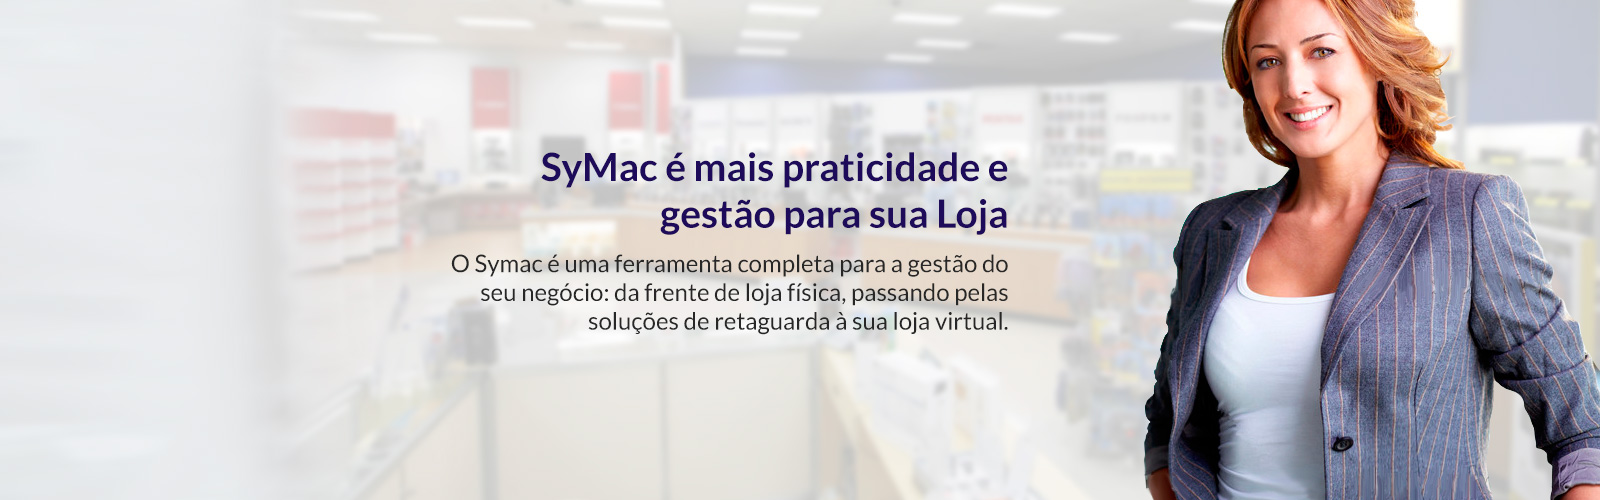 SyMac é mais praticidade e
gestão para sua Loja
O Symac é uma ferramenta completa para a gestão do
seu negócio: da frente de loja física, passando pelas
soluções de retaguarda à sua loja virtual.